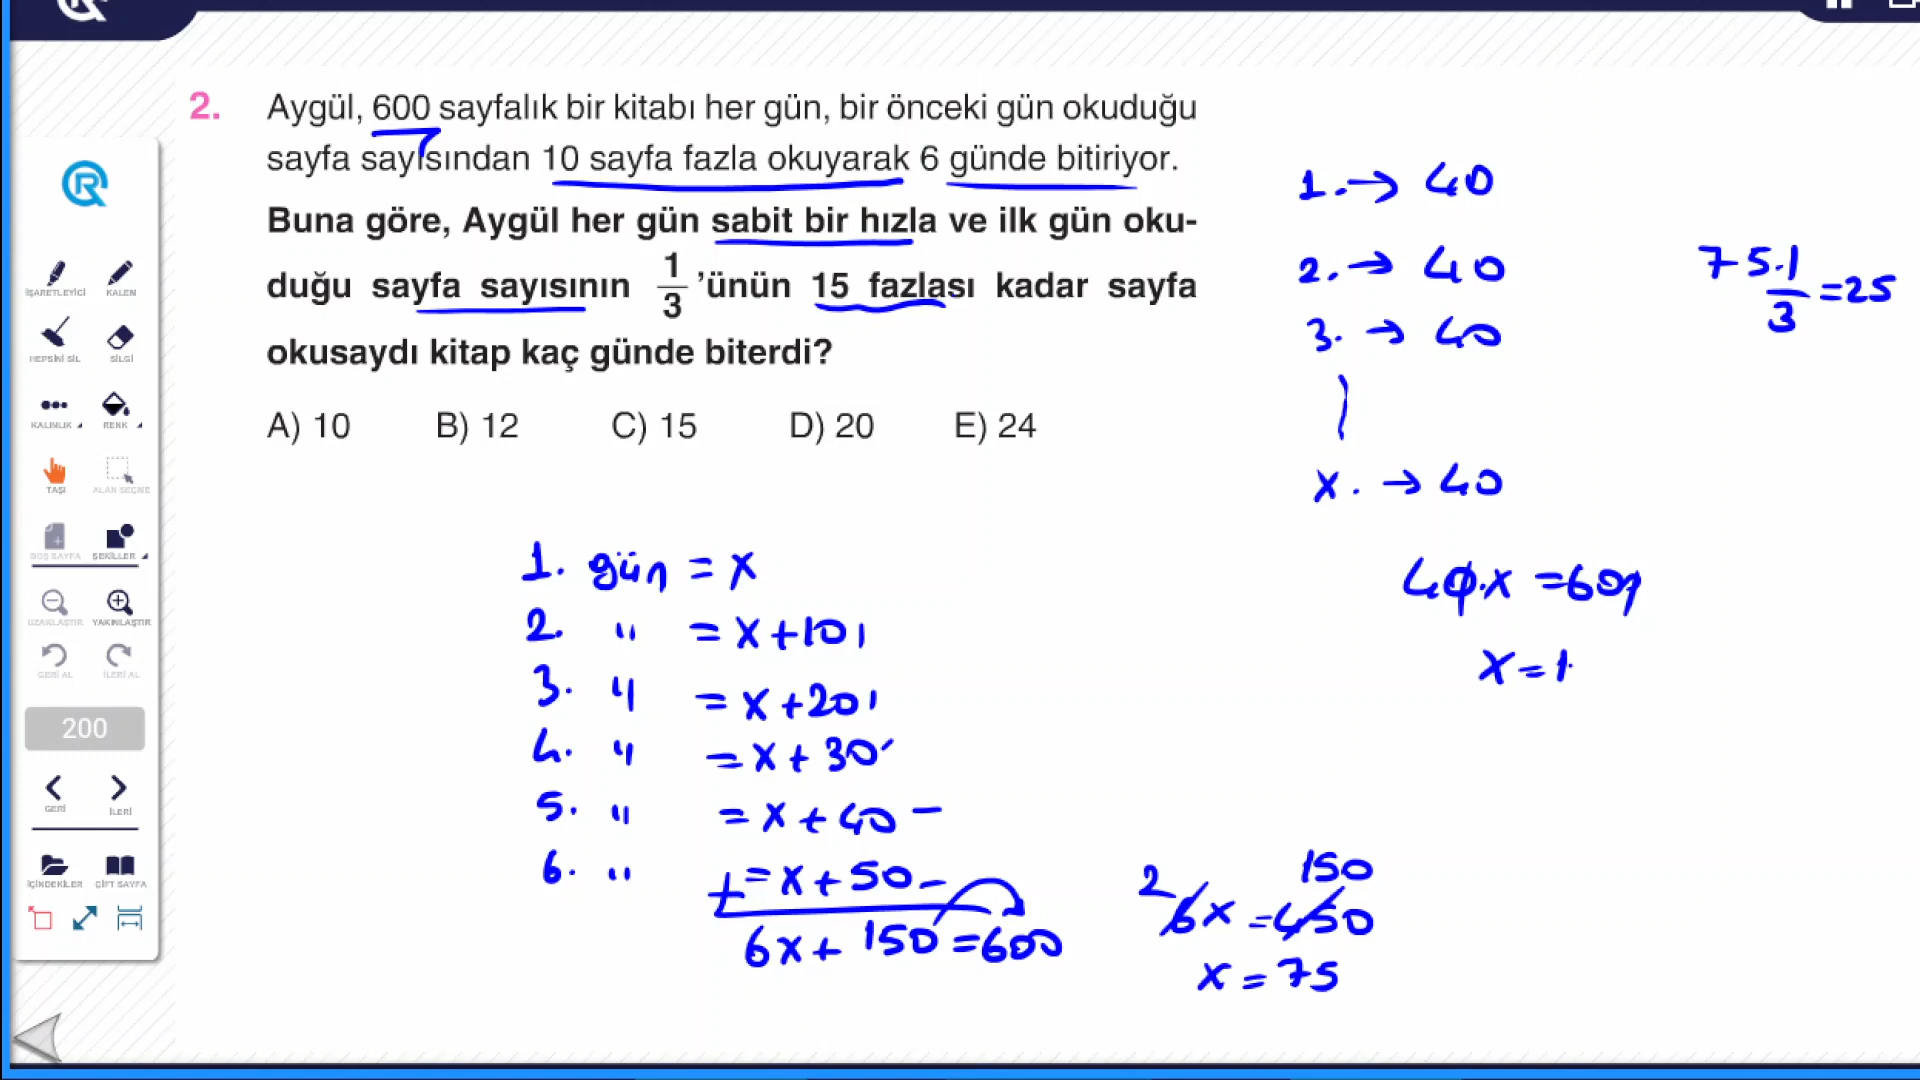 2. Aygül, 600 sayfalık bir kitabı her gün, bir önceki gün okuduğu
sayfa sayısından 10 sayfa fazla okuyarak 6 günde bitiriyor.
Buna göre, Aygül her gün sabit bir hızla ve ilk gün oku-
duğu sayfa sayısının 1/3 'ünün 15 fazlası kadar sayfa
okusaydı kitap kaç günde biterdi?
A) 10 B) 12 C) 15 D) 20 E) 24
1. → 40
2. → 40
3. → 40
x. → 40
40.x = 600
x = 1
75.1/3 = 25
1. gün = x
2. " = x + 10
3. " = x + 20
4. " = x + 30
5. " = x + 40
6. " = x + 50
+
6x + 150 = 600
2 150
6x = 450
x = 75
R
İŞARETLEYİCİ KALEM
HEPSİNİ SİL SİLGİ
KALINLIK RENK
TAŞI ALAN SEÇME
BOŞ SAYFA ŞEKİLLER
UZAKLAŞTIR YAKINLAŞTIR
GERİ AL İLERİ AL
200
GERİ İLERİ
İÇİNDEKİLER ÇİFT SAYFA